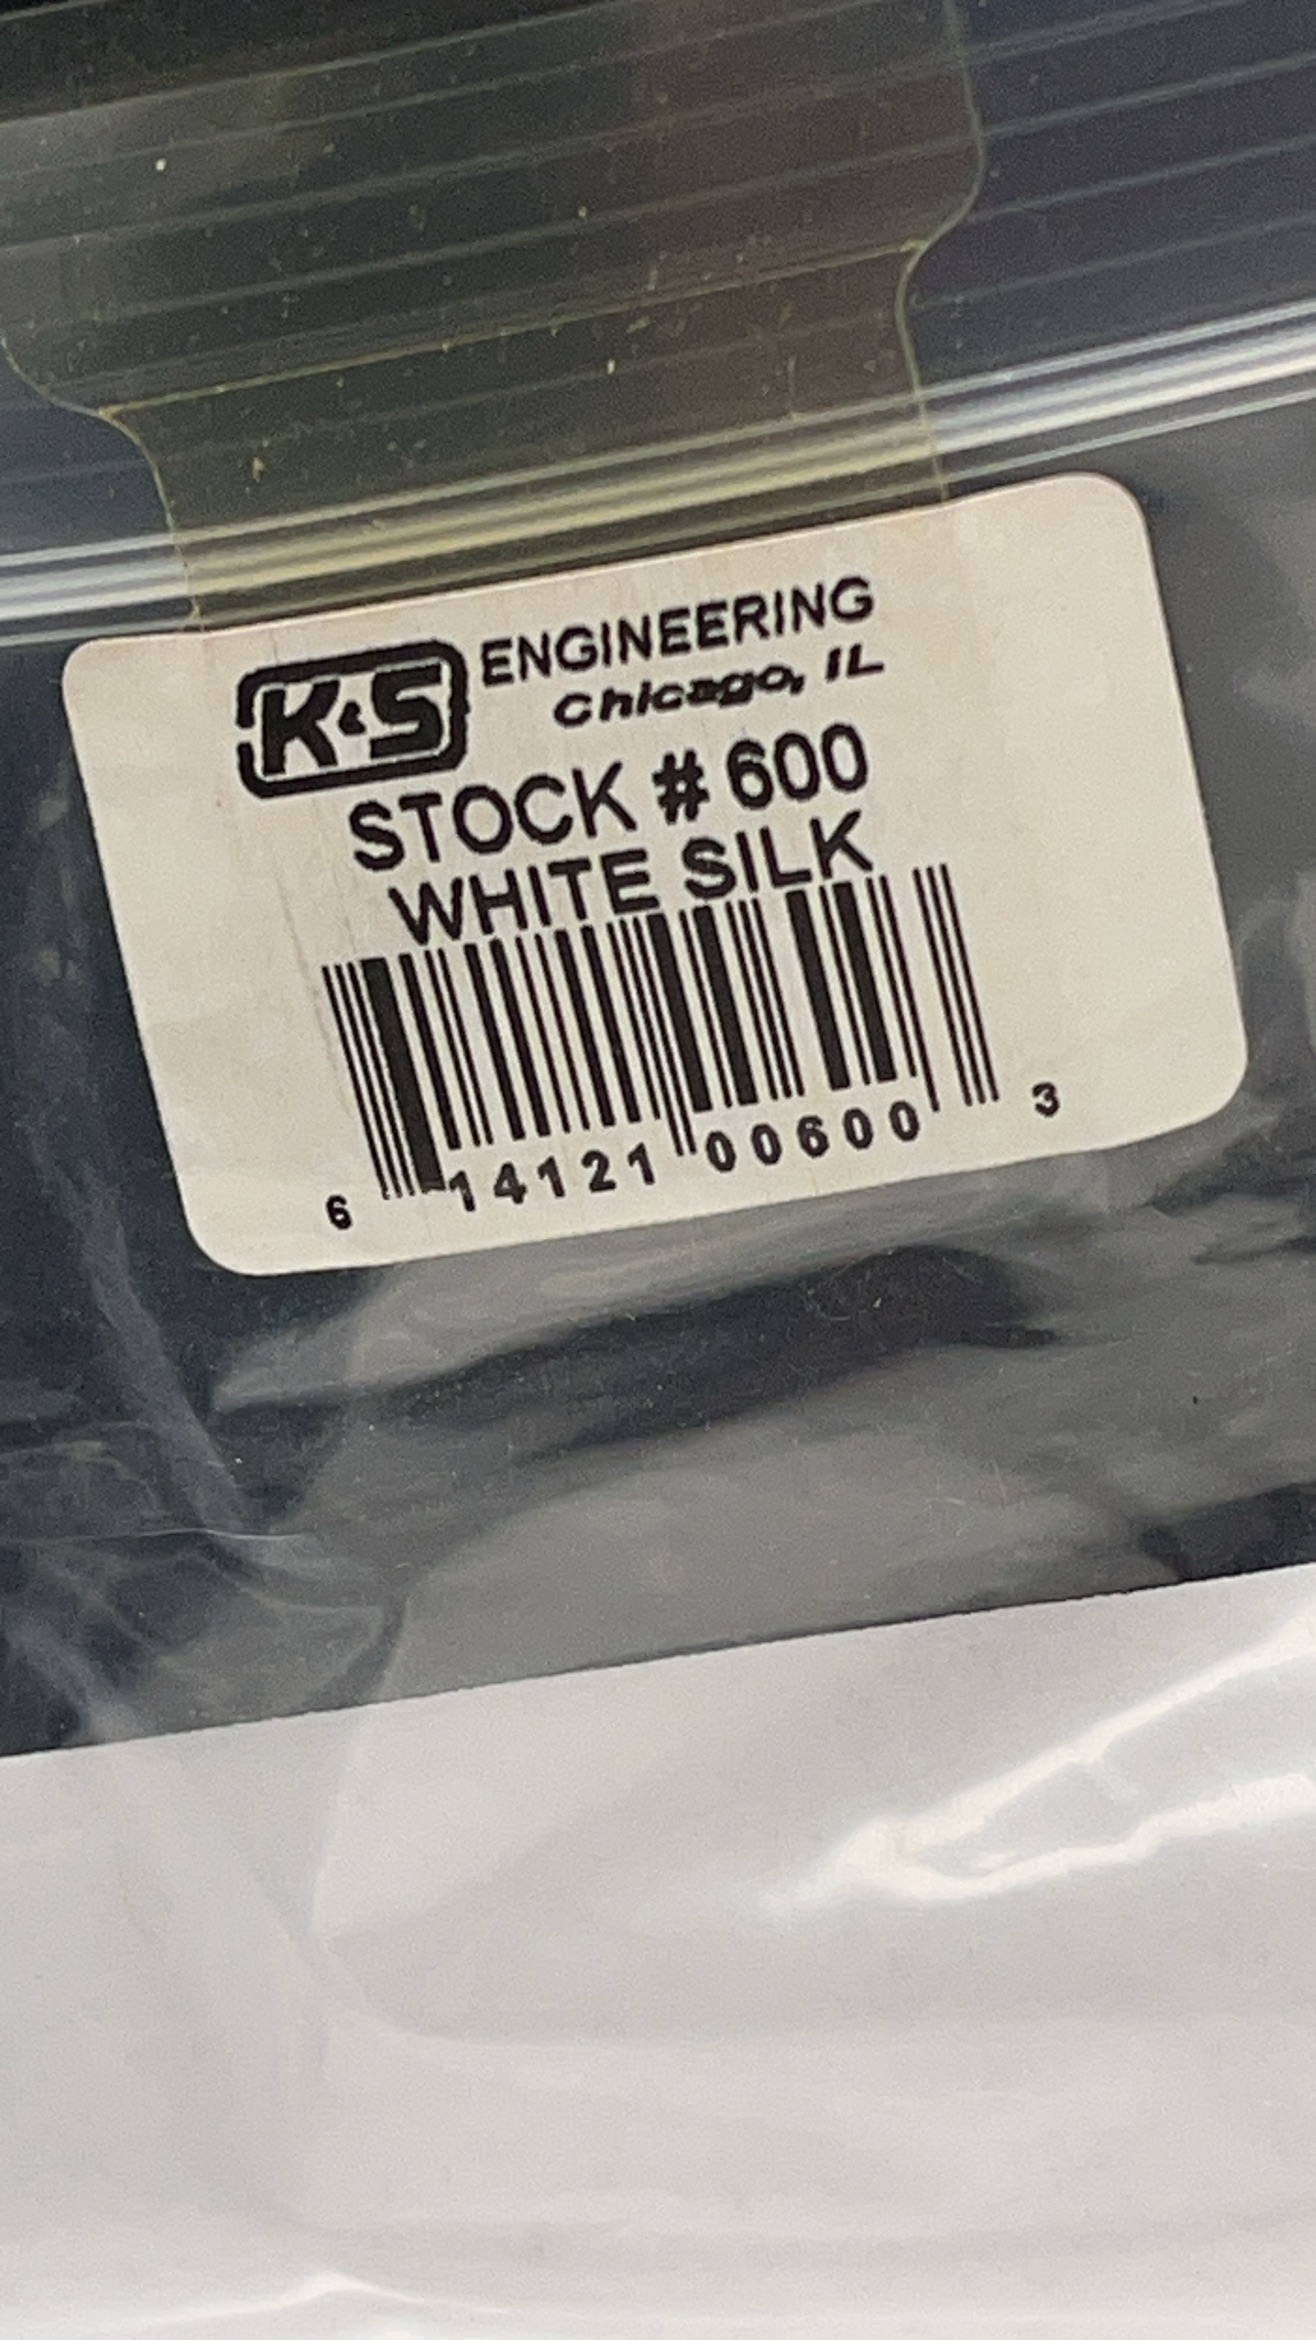 K&S ENGINEERING
Chicago, IL
STOCK # 600
WHITE SILK
6 14121 00600 3